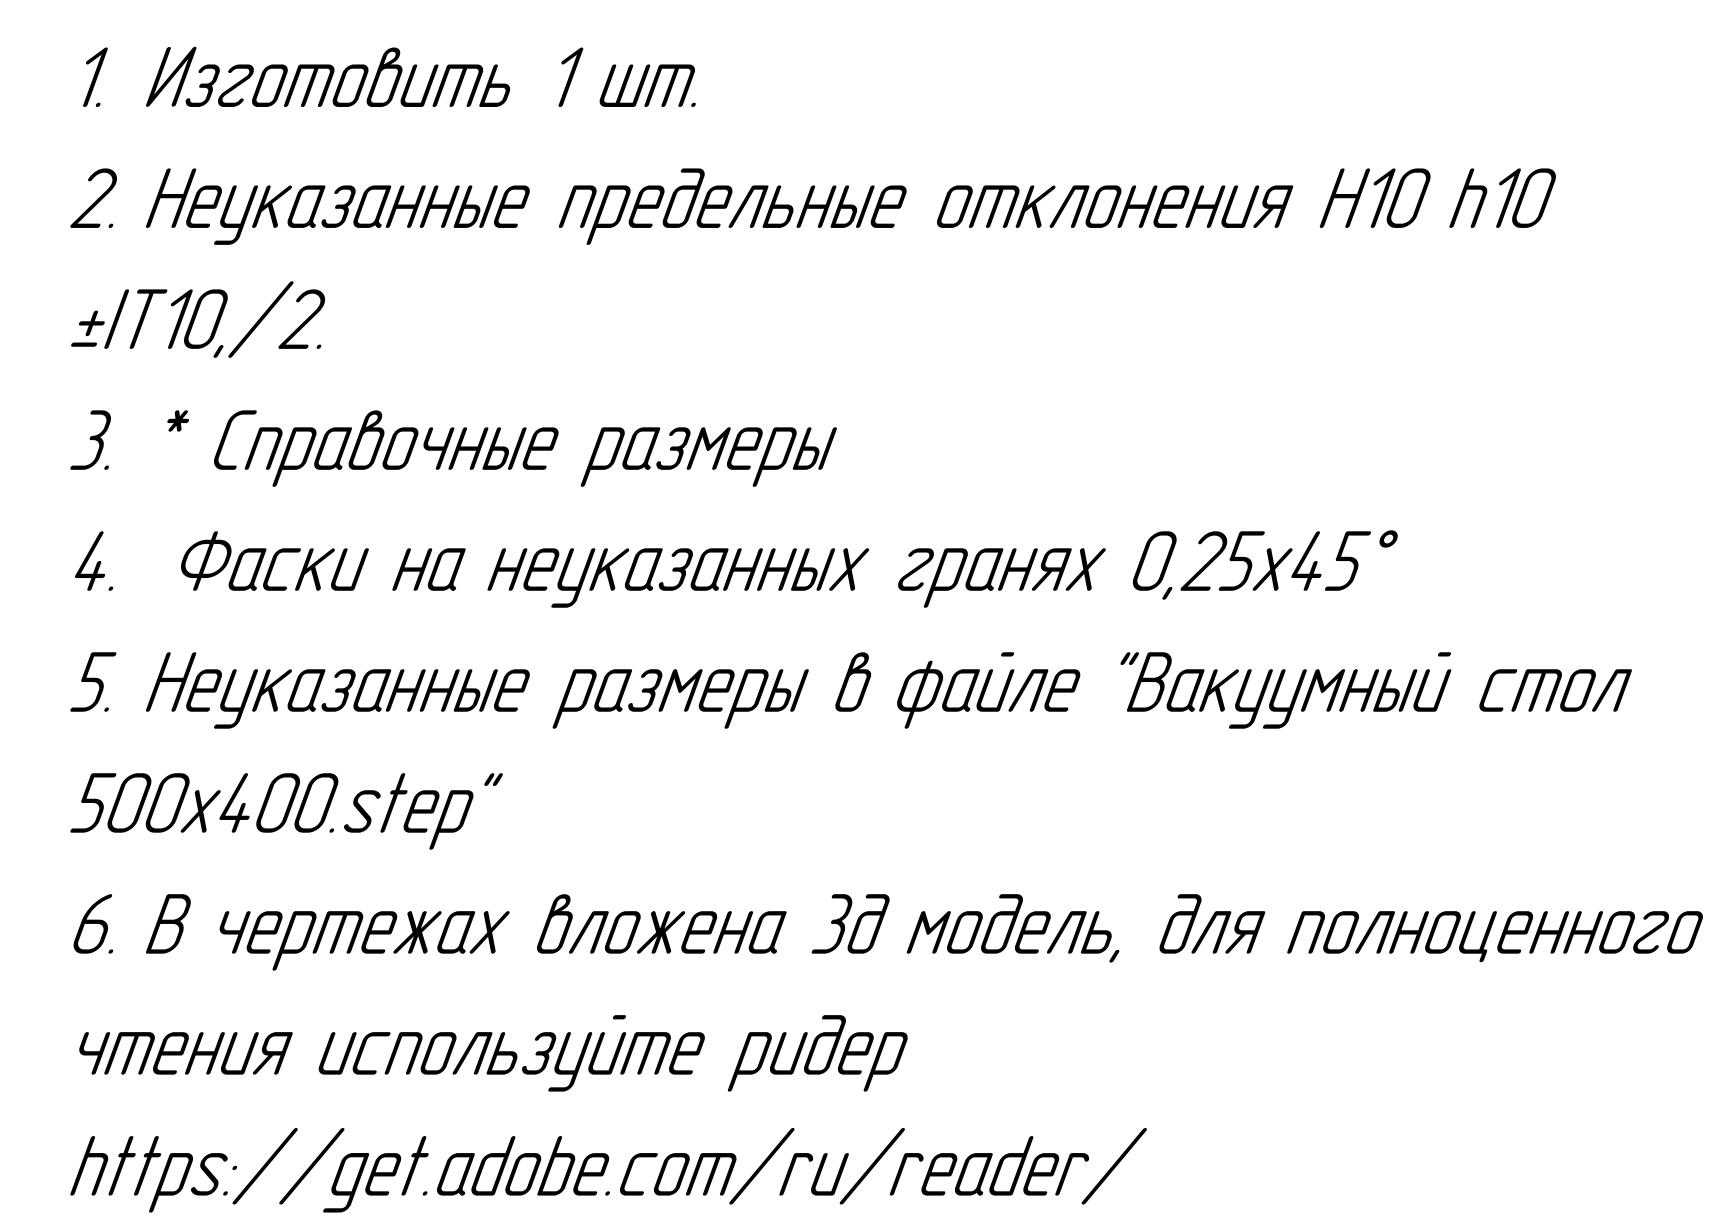 1. Изготовить 1 шт.
2. Неуказанные предельные отклонения H10 h10
±IT10,/2.
3. * Справочные размеры
4. Фаски на неуказанных гранях 0,25x45°
5. Неуказанные размеры в файле "Вакуумный стол
500x400.step"
6. В чертежах вложена 3д модель, для полноценного
чтения используйте ридер
https://get.adobe.com/ru/reader/